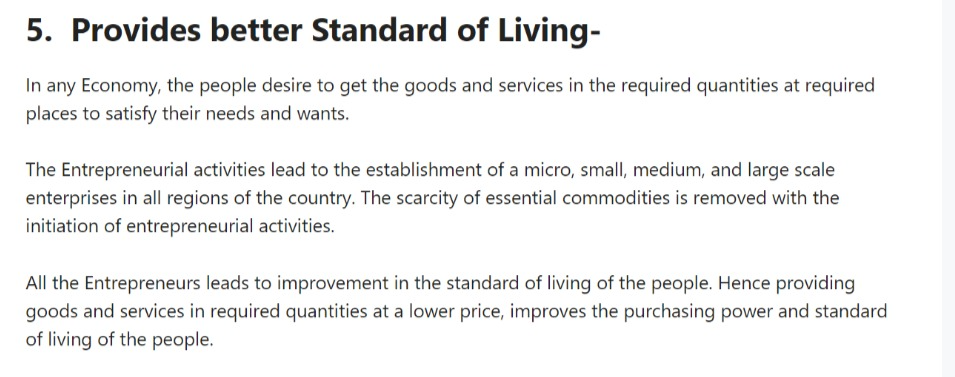 5. Provides better Standard of Living-
In any Economy, the people desire to get the goods and services in the required quantities at required
places to satisfy their needs and wants.
The Entrepreneurial activities lead to the establishment of a micro, small, medium, and large scale
enterprises in all regions of the country. The scarcity of essential commodities is removed with the
initiation of entrepreneurial activities.
All the Entrepreneurs leads to improvement in the standard of living of the people. Hence providing
goods and services in required quantities at a lower price, improves the purchasing power and standard
of living of the people.